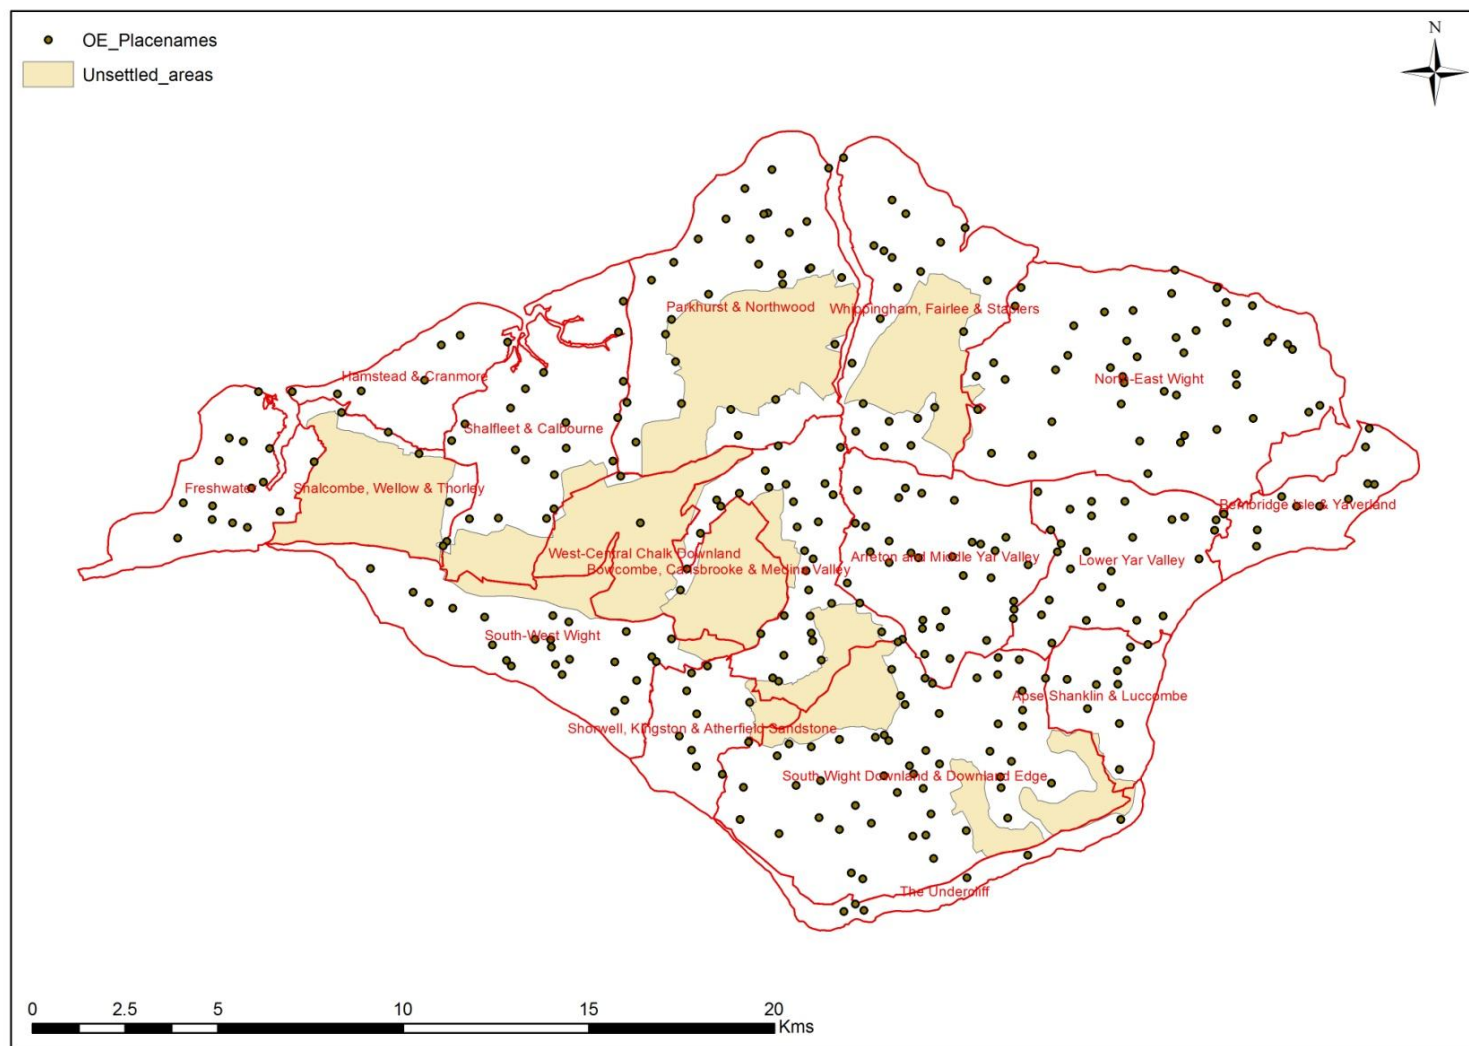 N
OE_Placenames
Unsettled_areas
Parkhurst & Northwood
Whippingham, Fairlee & Staplers
Hamstead & Cranmore
North-East Wight
Shalfleet & Calbourne
Freshwater
Shalcombe, Wellow & Thorley
Bembridge Isle & Yaverland
West-Central Chalk Downland
Arreton and Middle Yar Valley
Lower Yar Valley
Bowcombe, Carisbrooke & Medina Valley
South-West Wight
Apse Shanklin & Luccombe
Shorwell, Kingston & Atherfield Sandstone
South Wight Downland & Downland Edge
The Undercliff
0 2.5 5 10 15 20
Kms